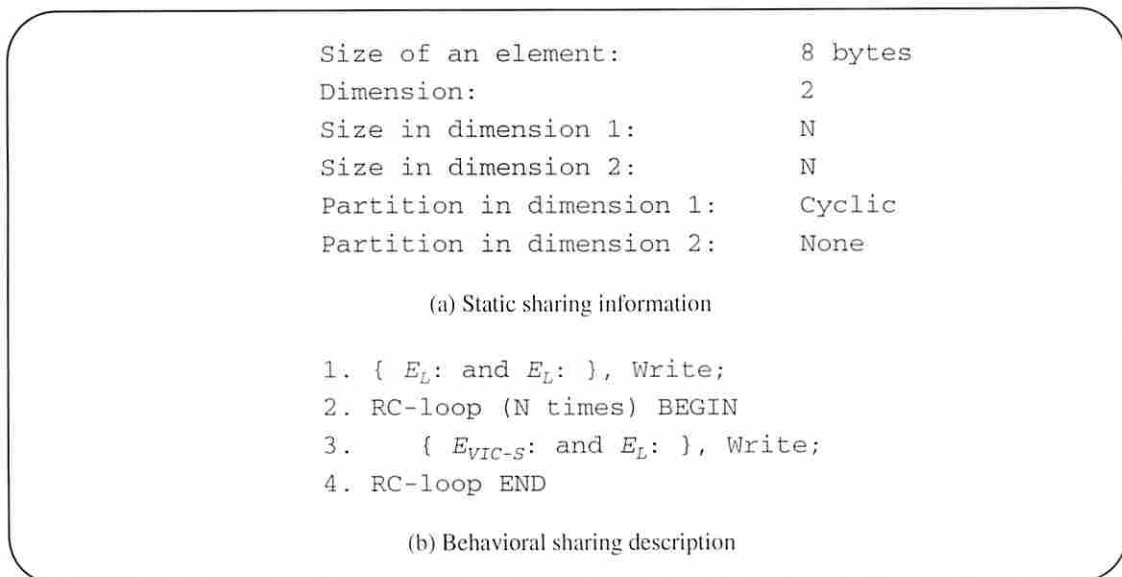 Size of an element: 8 bytes
Dimension: 2
Size in dimension 1: N
Size in dimension 2: N
Partition in dimension 1: Cyclic
Partition in dimension 2: None
(a) Static sharing information
1. { E_L: and E_L: }, Write;
2. RC-loop (N times) BEGIN
3. { E_VIC-S: and E_L: }, Write;
4. RC-loop END
(b) Behavioral sharing description